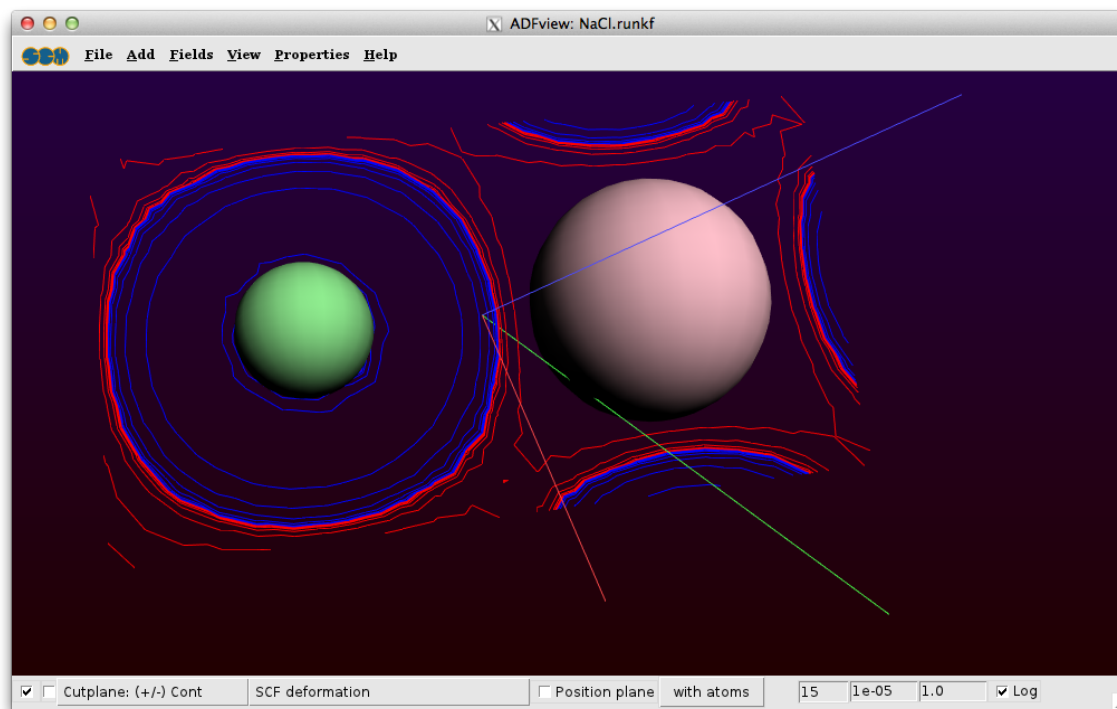 X ADFview: NaCl.runkf
SCM File Add Fields View Properties Help
Cutplane: (+/-) Cont SCF deformation Position plane with atoms 15 1e-05 1.0 Log